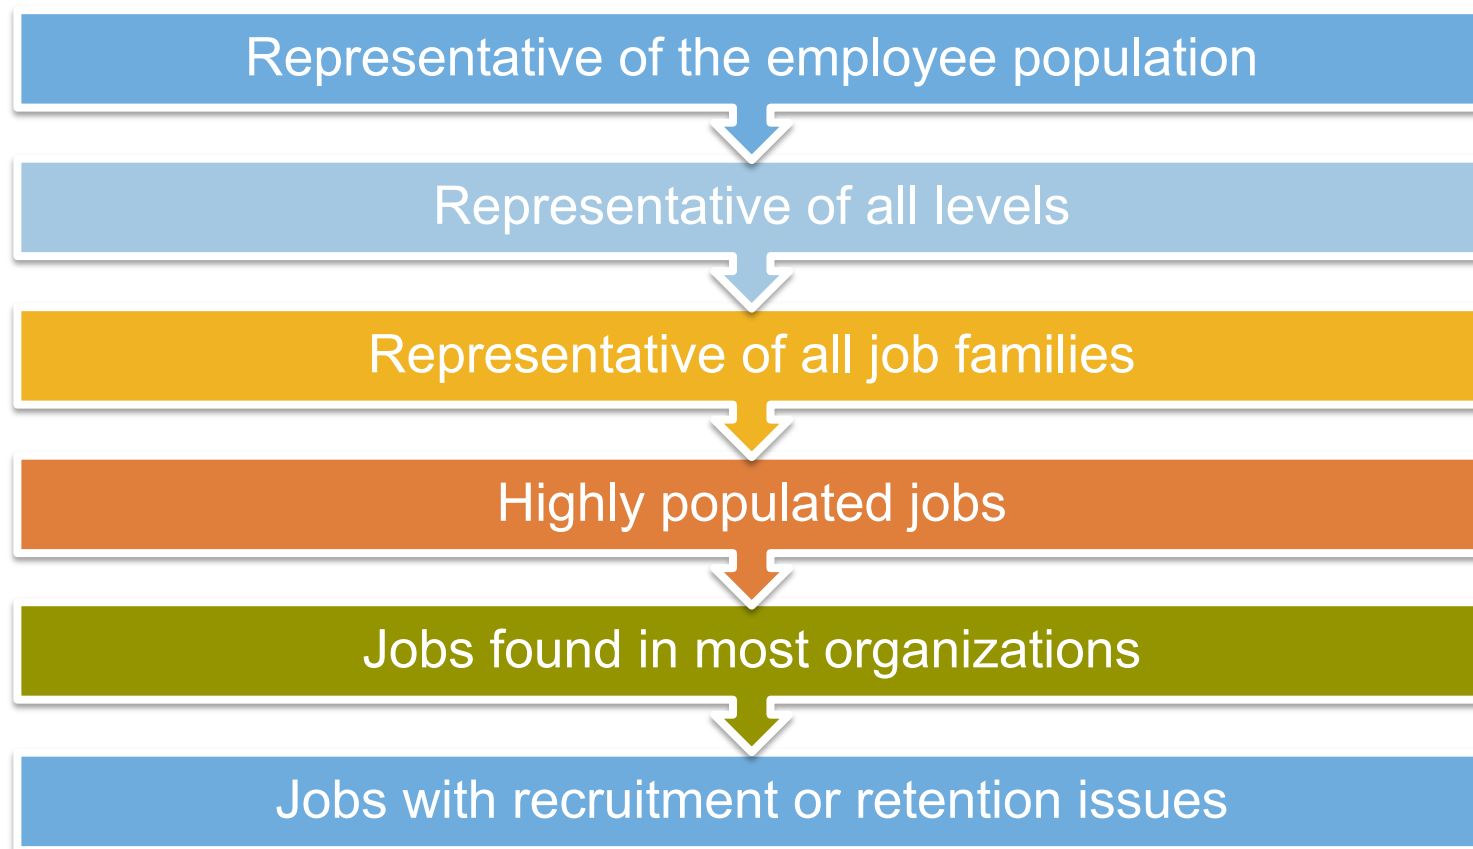 Representative of the employee population
Representative of all levels
Representative of all job families
Highly populated jobs
Jobs found in most organizations
Jobs with recruitment or retention issues